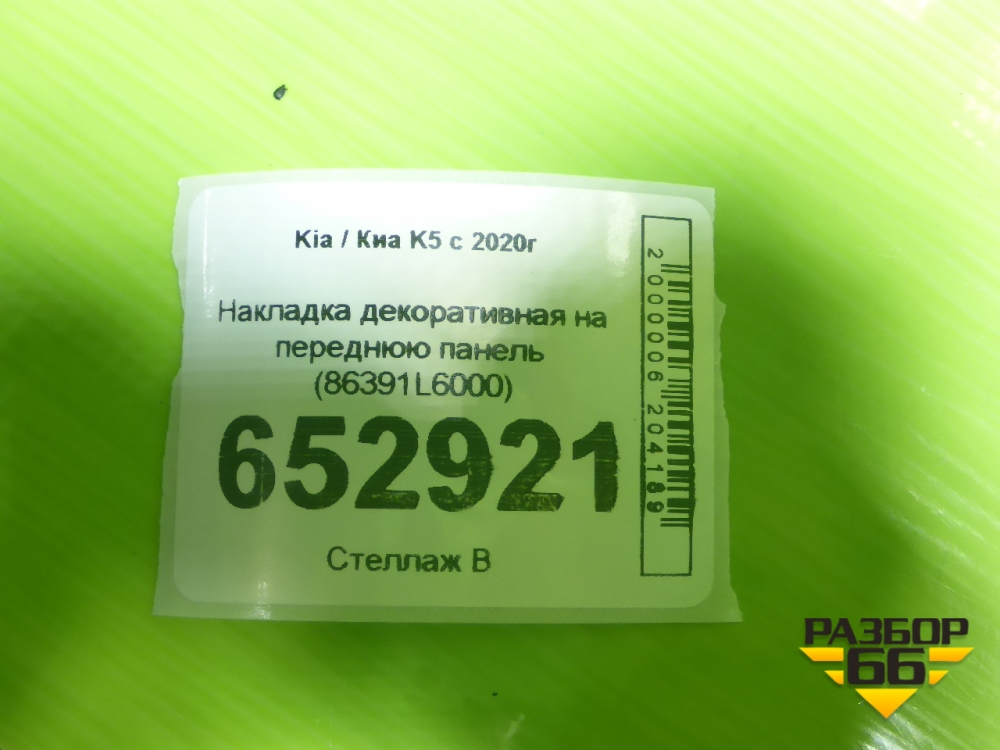 Kia / Киа K5 с 2020г
Накладка декоративная на
переднюю панель
(86391L6000)
652921
Стеллаж В
2 000006 204189
РАЗБОР
66